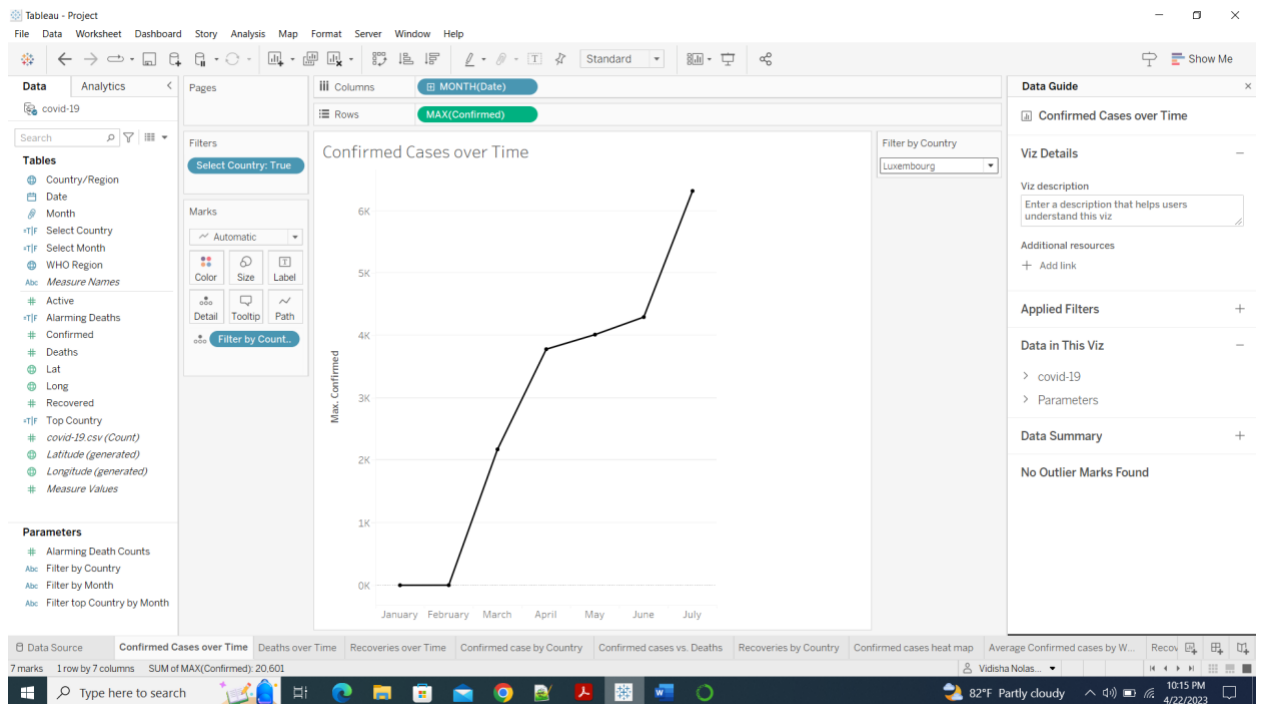 Tableau - Project
File Data Worksheet Dashboard Story Analysis Map Format Server Window Help
Standard
Show Me
Data Analytics
covid-19
Search
Tables
Country/Region
Date
Month
=T|F Select Country
=T|F Select Month
WHO Region
Abc Measure Names
# Active
=T|F Alarming Deaths
# Confirmed
# Deaths
Lat
Long
# Recovered
=T|F Top Country
# covid-19.csv (Count)
Latitude (generated)
Longitude (generated)
# Measure Values
Parameters
# Alarming Death Counts
Abc Filter by Country
Abc Filter by Month
Abc Filter top Country by Month
Pages
Filters
Select Country: True
Marks
Automatic
Color Size Label
Detail Tooltip Path
Filter by Count..
Columns MONTH(Date)
Rows MAX(Confirmed)
Confirmed Cases over Time
Max. Confirmed
6K
5K
4K
3K
2K
1K
0K
January February March April May June July
Filter by Country
Luxembourg
Data Guide
Confirmed Cases over Time
Viz Details
Viz description
Enter a description that helps users
understand this viz
Additional resources
Add link
Applied Filters
Data in This Viz
covid-19
Parameters
Data Summary
No Outlier Marks Found
Data Source Confirmed Cases over Time Deaths over Time Recoveries over Time Confirmed case by Country Confirmed cases vs. Deaths Recoveries by Country Confirmed cases heat map Average Confirmed cases by W... Recov
7 marks 1 row by 7 columns SUM of MAX(Confirmed): 20,601 Vidisha Nolas...
Type here to search
82°F Partly cloudy
10:15 PM
4/22/2023